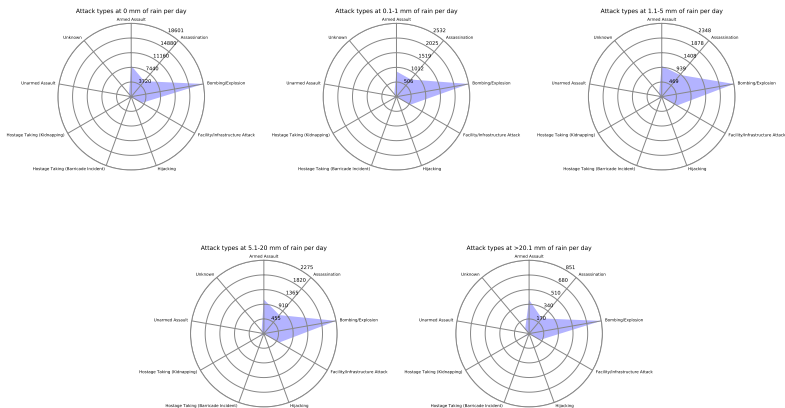 Attack types at 0 mm of rain per day
Armed Assault
18601
Assassination
14880
11160
7440
3720
Unknown
Unarmed Assault
Bombing/Explosion
Hostage Taking (Kidnapping)
Facility/Infrastructure Attack
Hostage Taking (Barricade Incident)
Hijacking
Attack types at 0.1-1 mm of rain per day
Armed Assault
2532
Assassination
2025
1519
1012
506
Unknown
Unarmed Assault
Bombing/Explosion
Hostage Taking (Kidnapping)
Facility/Infrastructure Attack
Hostage Taking (Barricade Incident)
Hijacking
Attack types at 1.1-5 mm of rain per day
Armed Assault
2348
Assassination
1878
1408
939
469
Unknown
Unarmed Assault
Bombing/Explosion
Hostage Taking (Kidnapping)
Facility/Infrastructure Attack
Hostage Taking (Barricade Incident)
Hijacking
Attack types at 5.1-20 mm of rain per day
Armed Assault
2275
Assassination
1820
1365
910
455
Unknown
Unarmed Assault
Bombing/Explosion
Hostage Taking (Kidnapping)
Facility/Infrastructure Attack
Hostage Taking (Barricade Incident)
Hijacking
Attack types at >20.1 mm of rain per day
Armed Assault
851
Assassination
680
510
340
170
Unknown
Unarmed Assault
Bombing/Explosion
Hostage Taking (Kidnapping)
Facility/Infrastructure Attack
Hostage Taking (Barricade Incident)
Hijacking